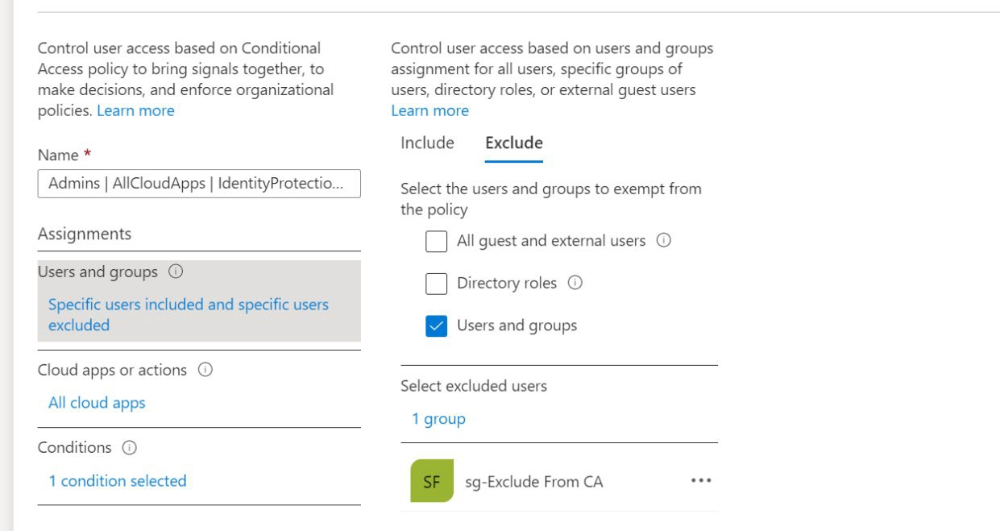 Control user access based on Conditional
Access policy to bring signals together, to
make decisions, and enforce organizational
policies. Learn more
Name *
Admins | AllCloudApps | IdentityProtectio...
Assignments
Users and groups
Specific users included and specific users
excluded
Cloud apps or actions
All cloud apps
Conditions
1 condition selected
Control user access based on users and groups
assignment for all users, specific groups of
users, directory roles, or external guest users
Learn more
Include Exclude
Select the users and groups to exempt from
the policy
All guest and external users
Directory roles
Users and groups
Select excluded users
1 group
SF sg-Exclude From CA